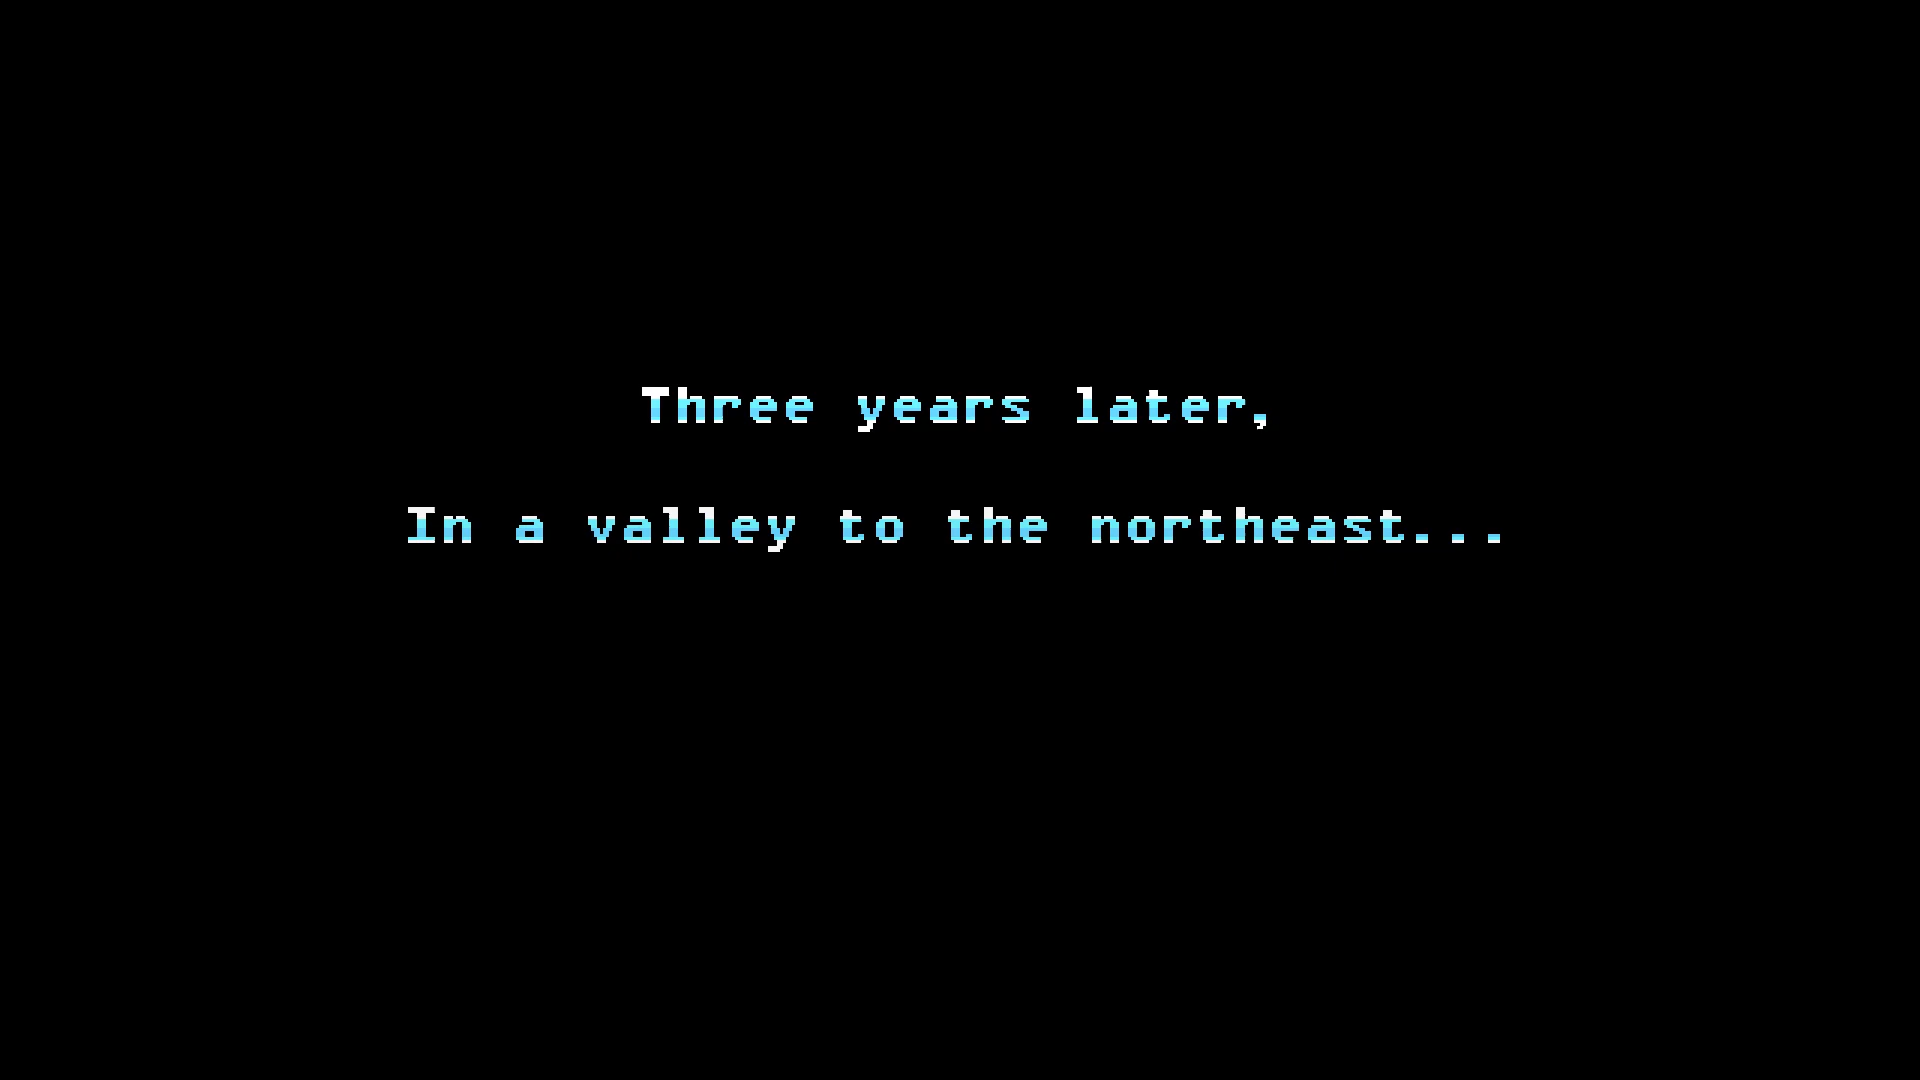 Three years later,
In a valley to the northeast...